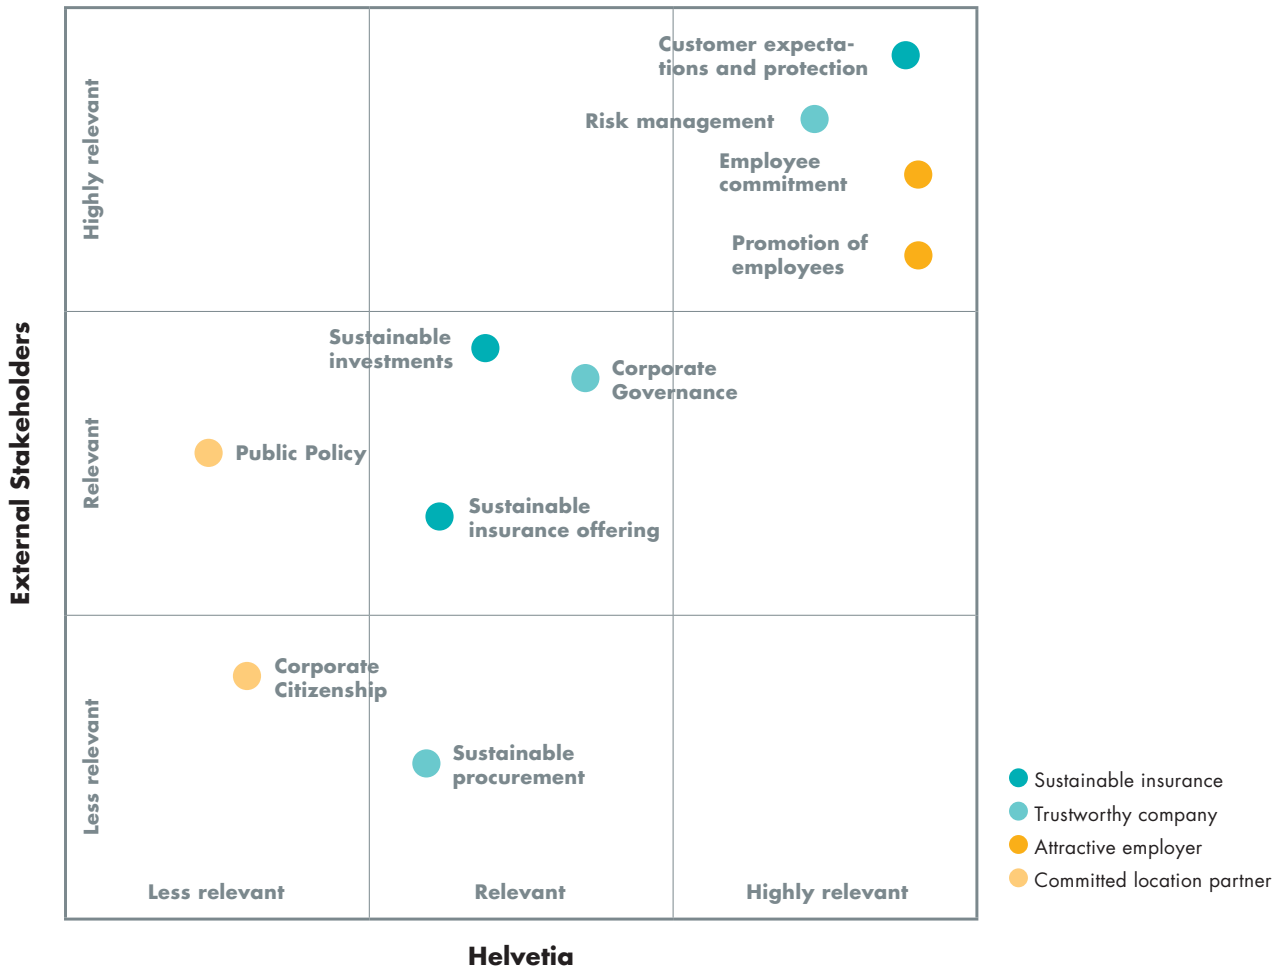 Customer expecta-
tions and protection
Risk management
Employee
commitment
Promotion of
employees
Highly relevant
Sustainable
investments
Corporate
Governance
Public Policy
Sustainable
insurance offering
Relevant
External Stakeholders
Corporate
Citizenship
Sustainable
procurement
Less relevant
Less relevant
Relevant
Highly relevant
Helvetia
Sustainable insurance
Trustworthy company
Attractive employer
Committed location partner